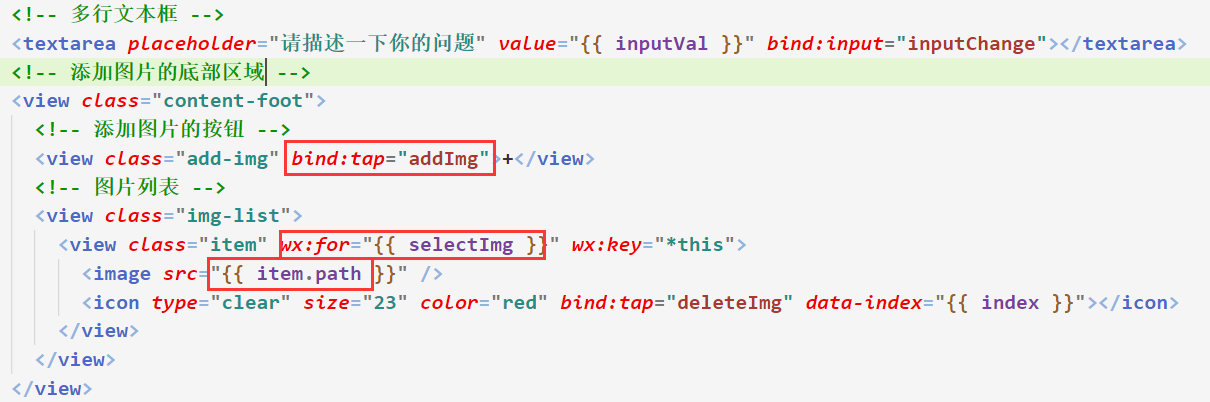 <!-- 多行文本框 -->
<textarea placeholder="请描述一下你的问题" value="{{ inputVal }}" bind:input="inputChange"></textarea>
<!-- 添加图片的底部区域 -->
<view class="content-foot">
<!-- 添加图片的按钮 -->
<view class="add-img" bind:tap="addImg">+</view>
<!-- 图片列表 -->
<view class="img-list">
<view class="item" wx:for="{{ selectImg }}" wx:key="*this">
<image src="{{ item.path }}" />
<icon type="clear" size="23" color="red" bind:tap="deleteImg" data-index="{{ index }}"></icon>
</view>
</view>
</view>